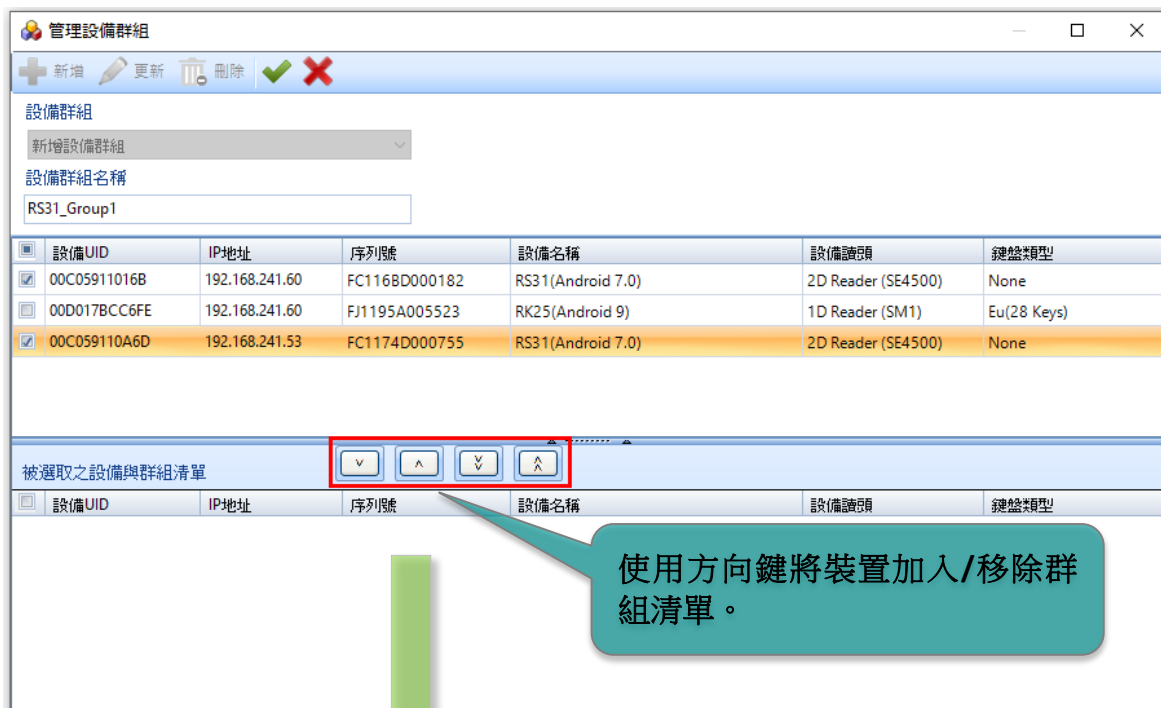 管理設備群組
新增 更新 刪除
設備群組
新增設備群組
設備群組名稱
RS31_Group1
設備UID IP地址 序列號 設備名稱 設備讀頭 鍵盤類型
00C05911016B 192.168.241.60 FC116BD000182 RS31(Android 7.0) 2D Reader (SE4500) None
00D017BCC6FE 192.168.241.60 FJ1195A005523 RK25(Android 9) 1D Reader (SM1) Eu(28 Keys)
00C059110A6D 192.168.241.53 FC1174D000755 RS31(Android 7.0) 2D Reader (SE4500) None
被選取之設備與群組清單
設備UID IP地址 序列號 設備名稱 設備讀頭 鍵盤類型
使用方向鍵將裝置加入/移除群
組清單。